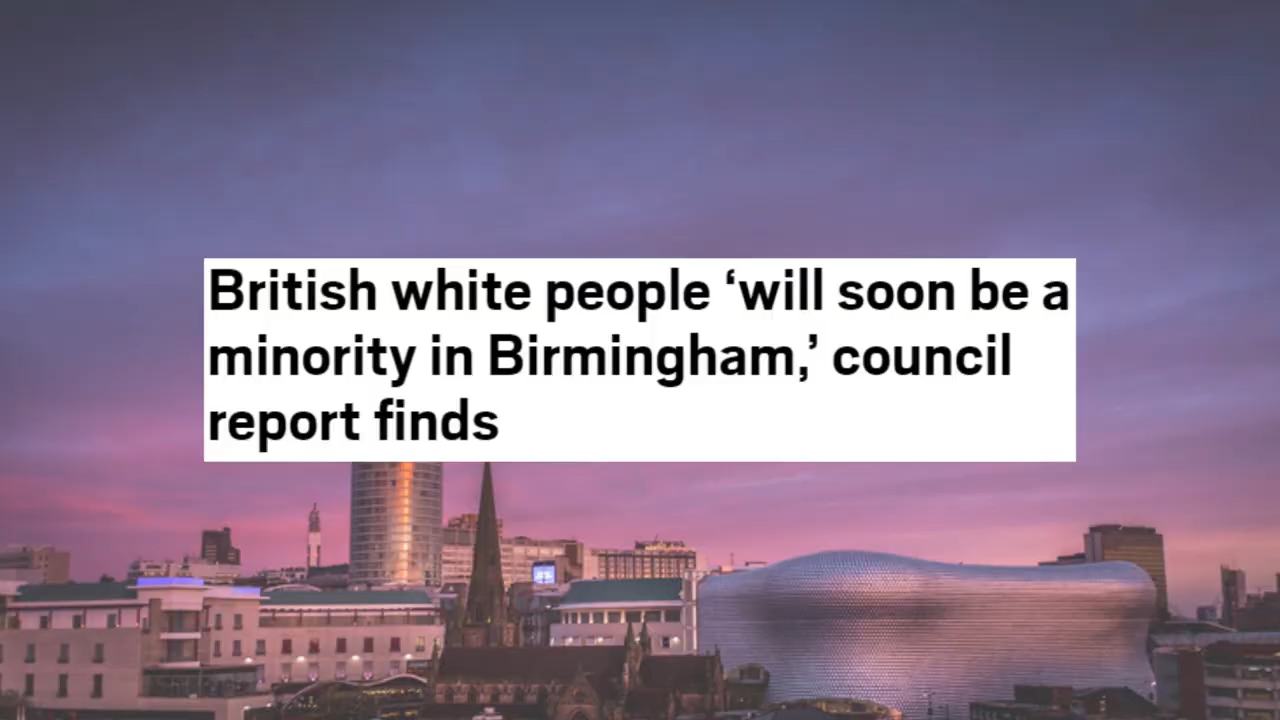 British white people ‘will soon be a
minority in Birmingham,’ council
report finds